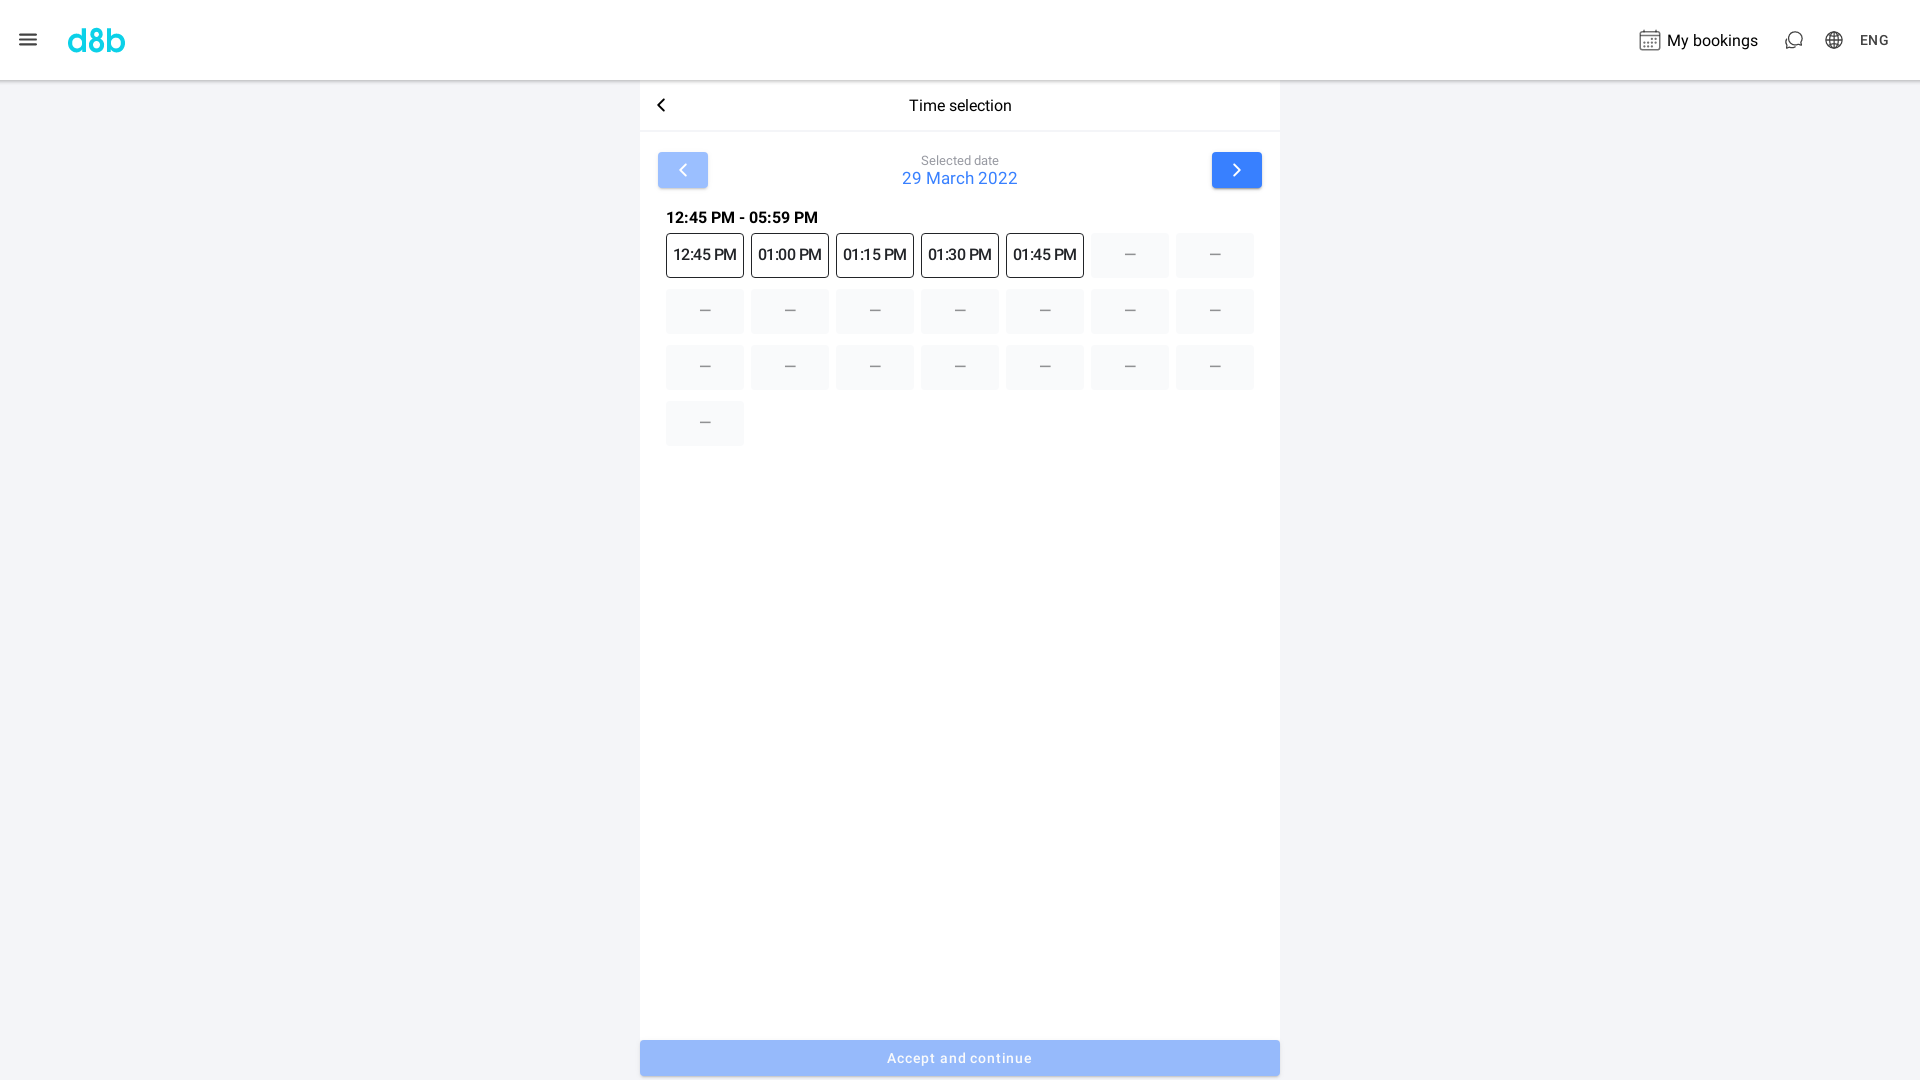 d8b
My bookings
ENG
Time selection
Selected date
29 March 2022
12:45 PM - 05:59 PM
12:45 PM 01:00 PM 01:15 PM 01:30 PM 01:45 PM — —
— — — — — — —
— — — — — — —
—
Accept and continue